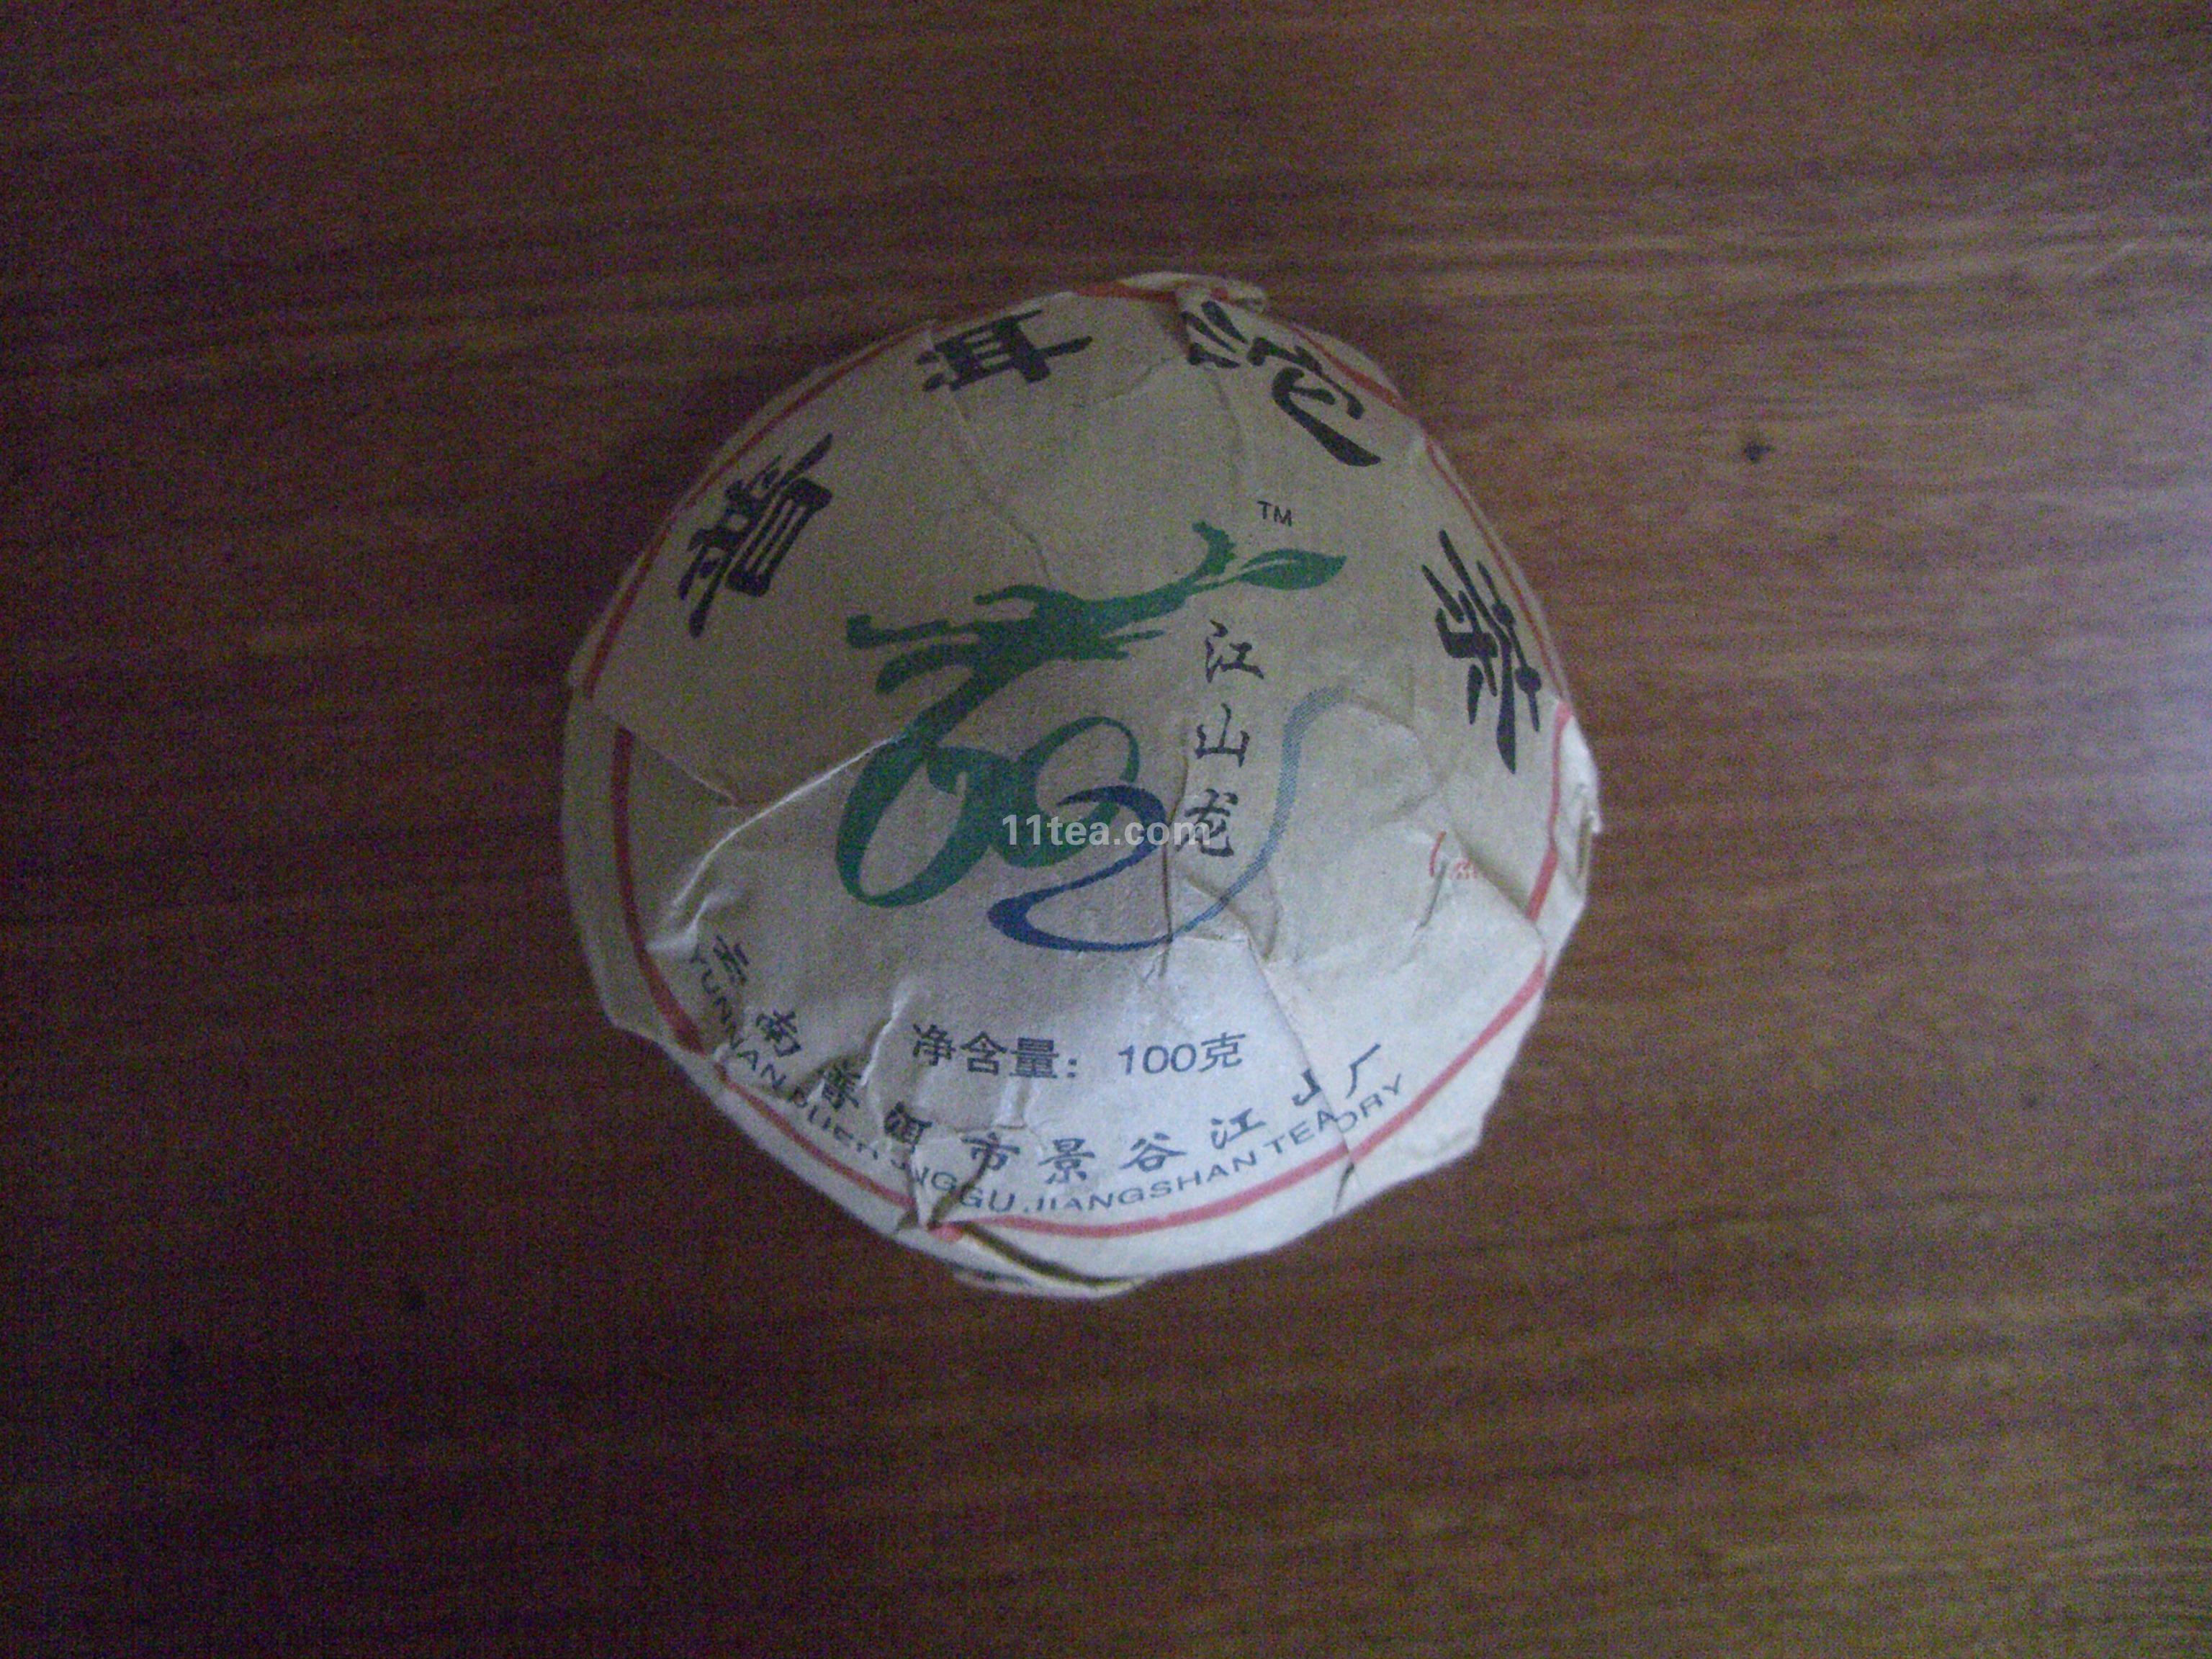 普洱沱茶
TM
江山龙
11tea.com
净含量：100克
云南普洱市景谷江山厂
YUNNAN PUER JINGGU JIANGSHAN TEA ORY